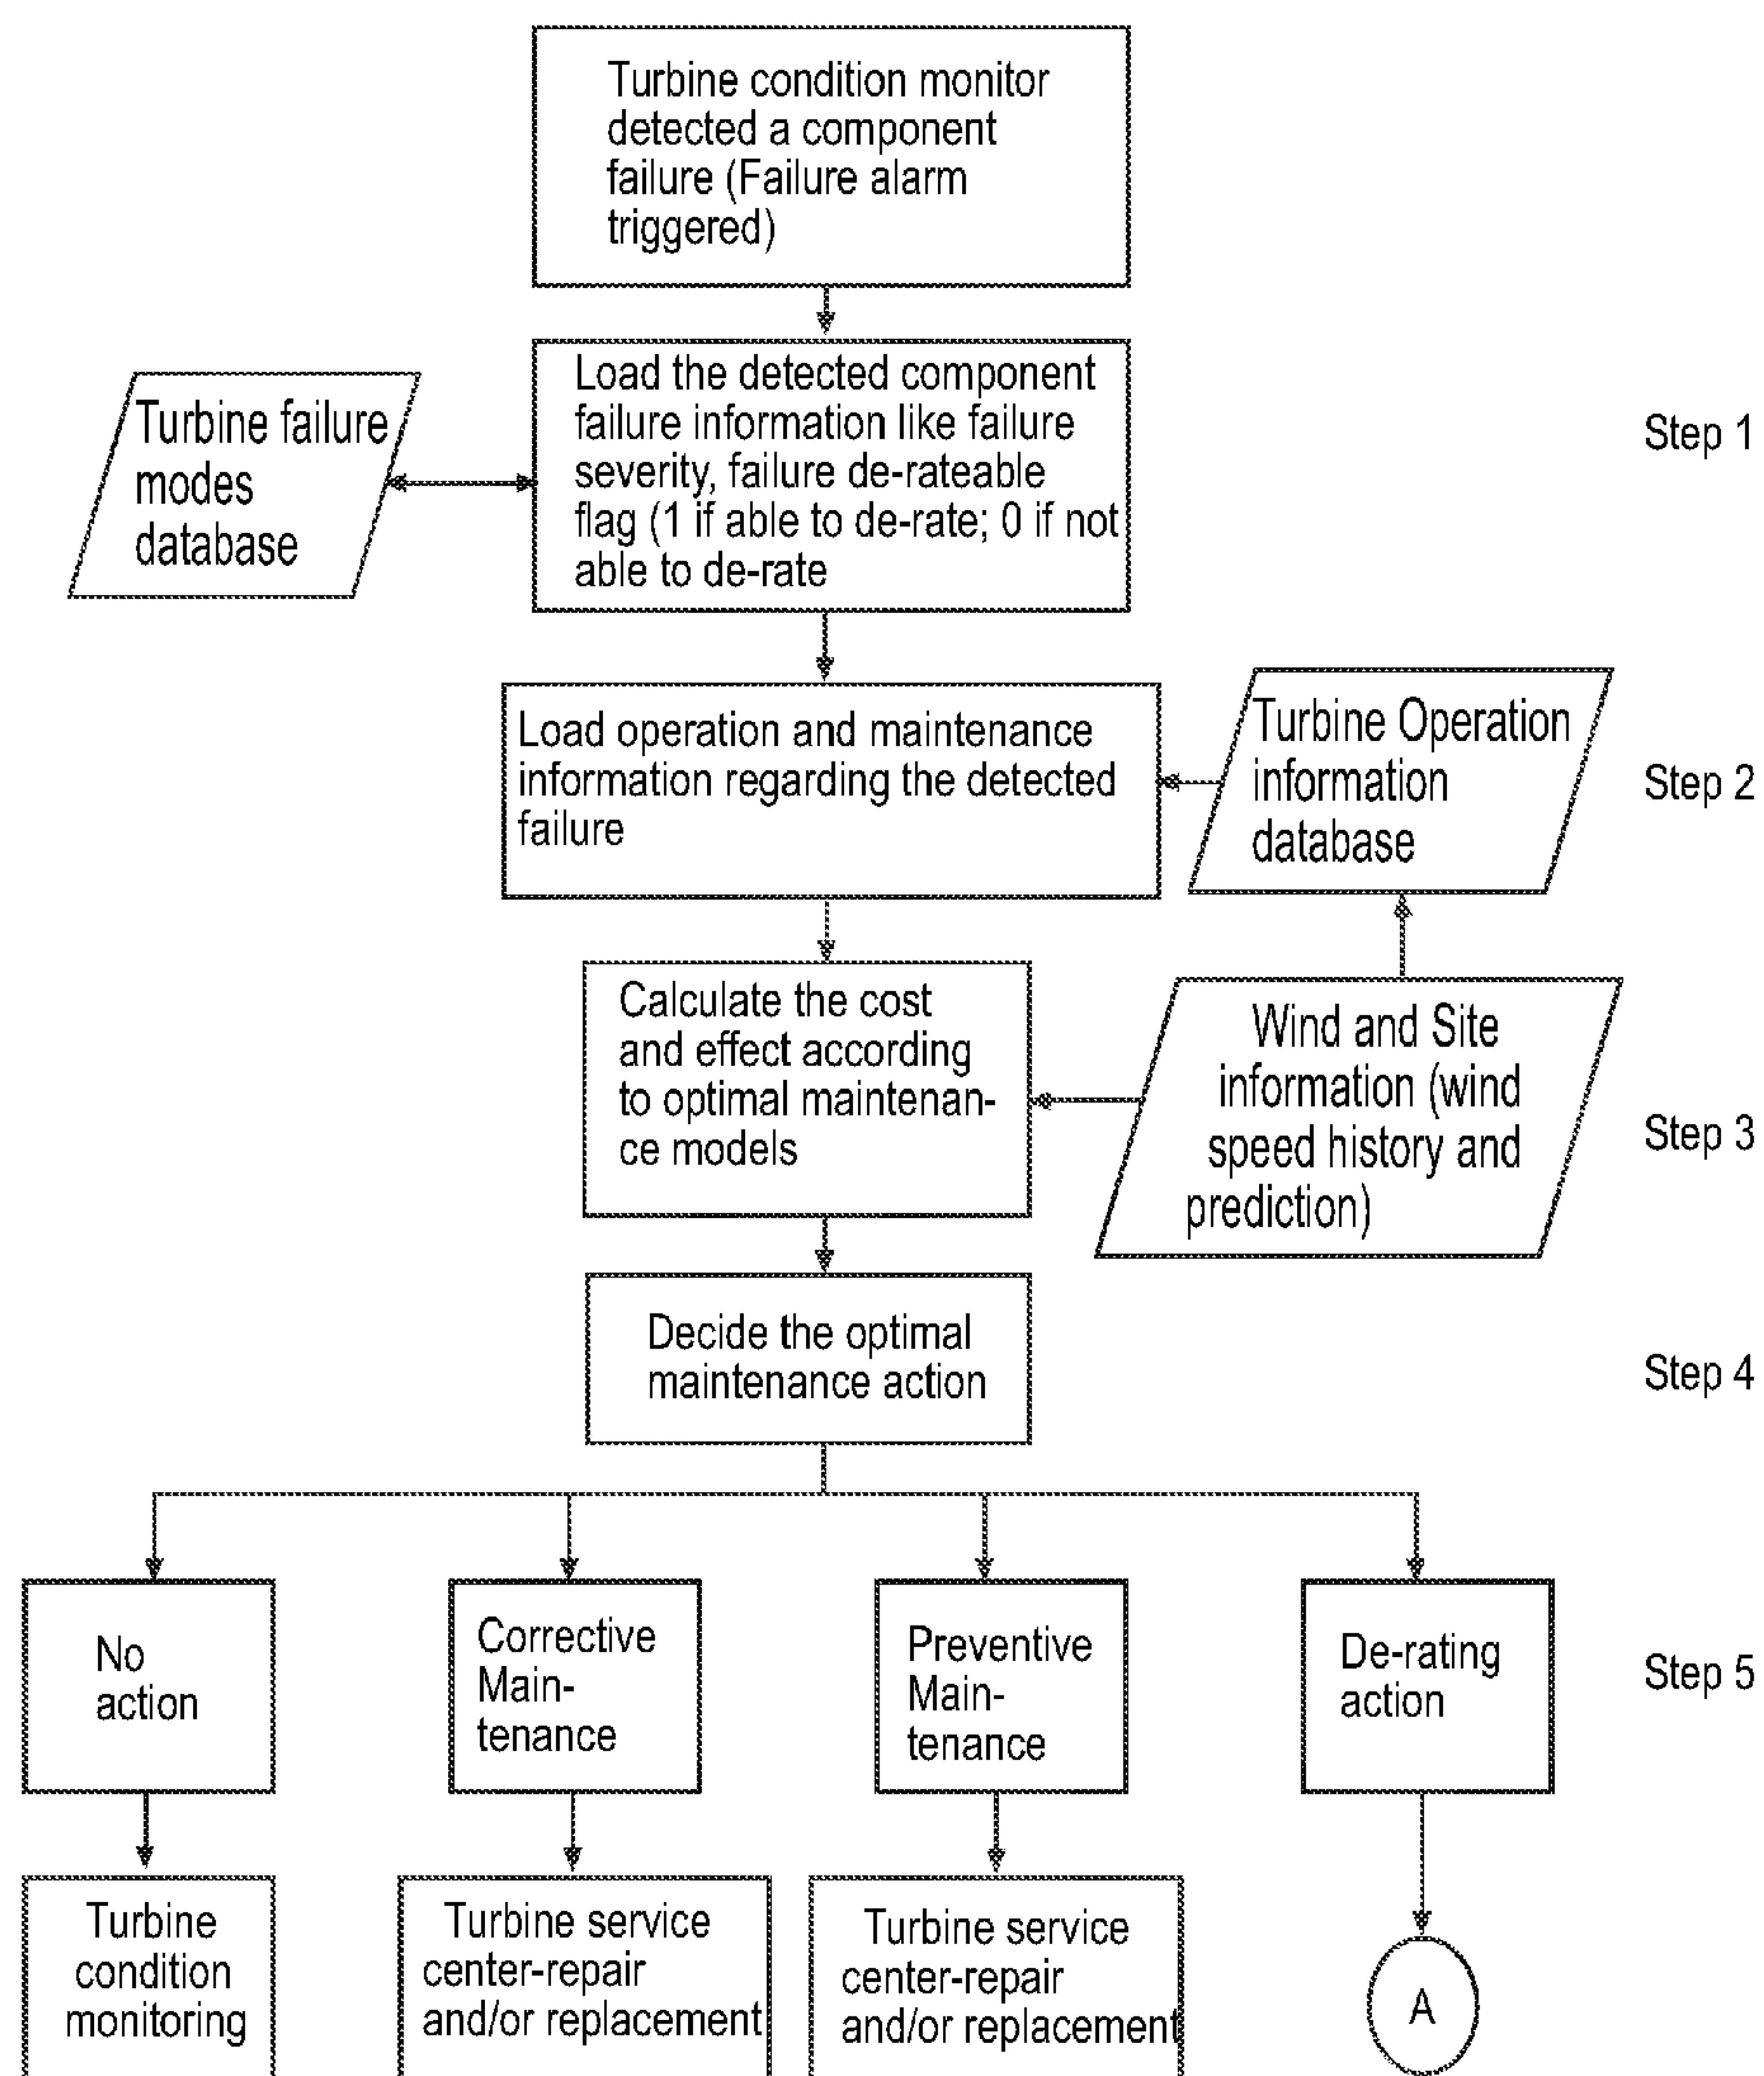 Turbine condition monitor
detected a component
failure (Failure alarm
triggered)
Load the detected component
failure information like failure
severity, failure de-rateable
flag (1 if able to de-rate; 0 if not
able to de-rate
Turbine failure
modes
database
Step 1
Load operation and maintenance
information regarding the detected
failure
Turbine Operation
information
database
Step 2
Calculate the cost
and effect according
to optimal maintenan-
ce models
Wind and Site
information (wind
speed history and
prediction)
Step 3
Decide the optimal
maintenance action
Step 4
No
action
Corrective
Main-
tenance
Preventive
Main-
tenance
De-rating
action
Step 5
Turbine
condition
monitoring
Turbine service
center-repair
and/or replacement
Turbine service
center-repair
and/or replacement
A